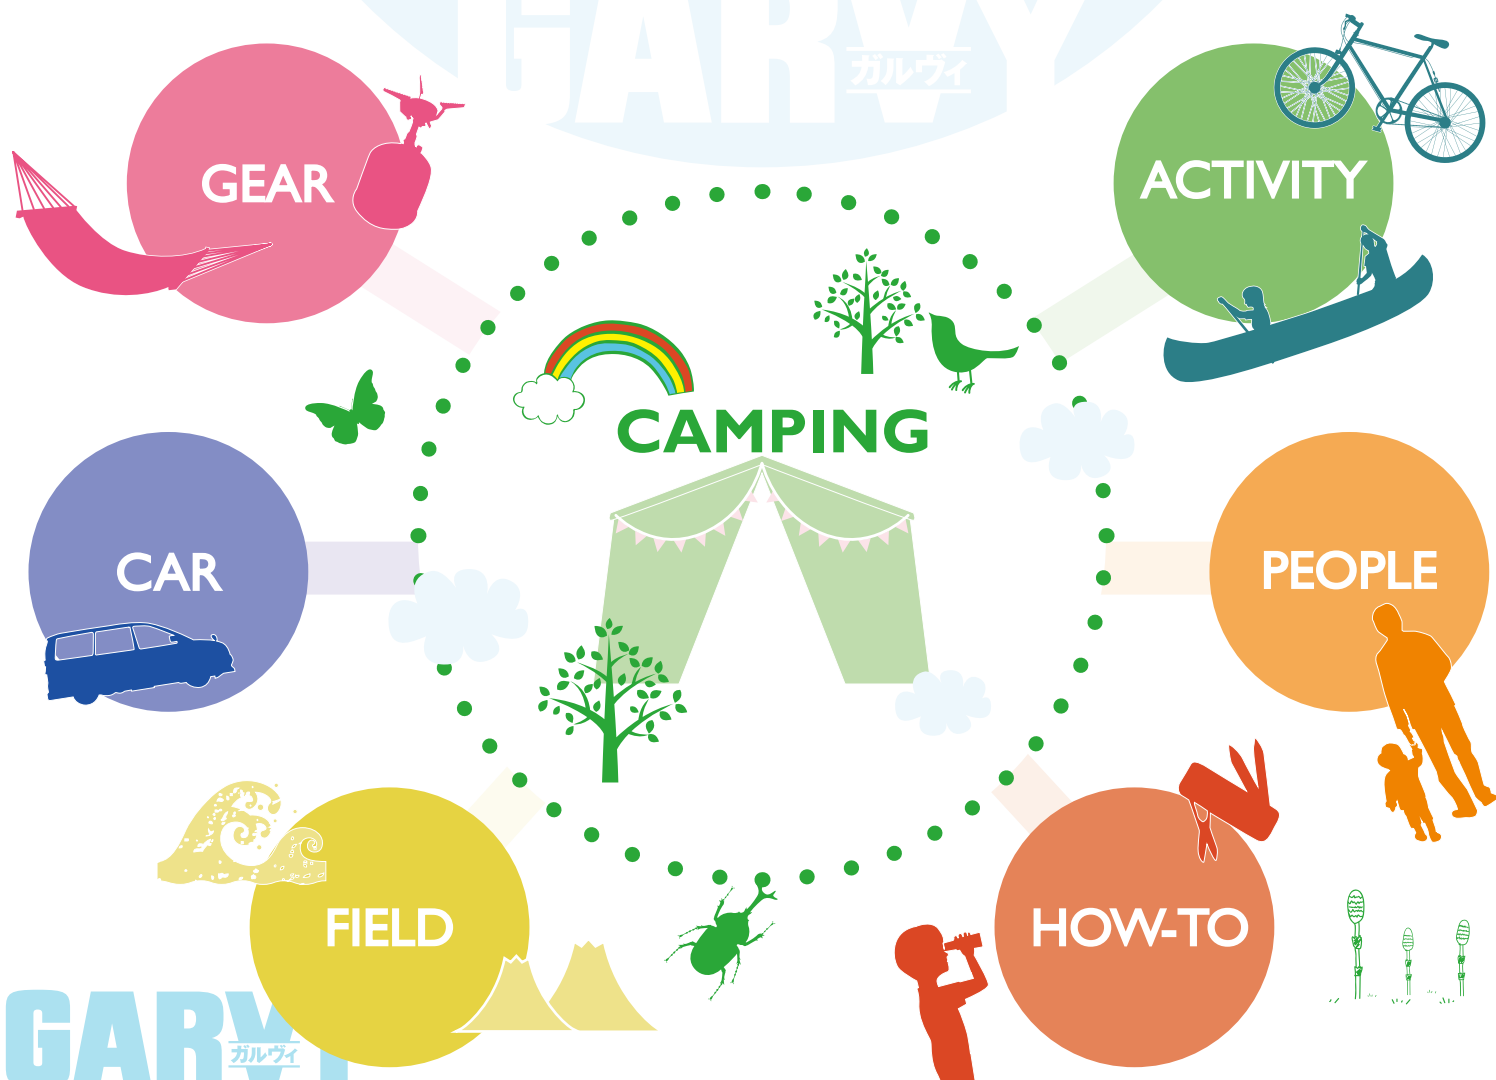 GARVY
ガルヴィ
GEAR
ACTIVITY
CAMPING
CAR
PEOPLE
FIELD
HOW-TO
GARVY
ガルヴィ